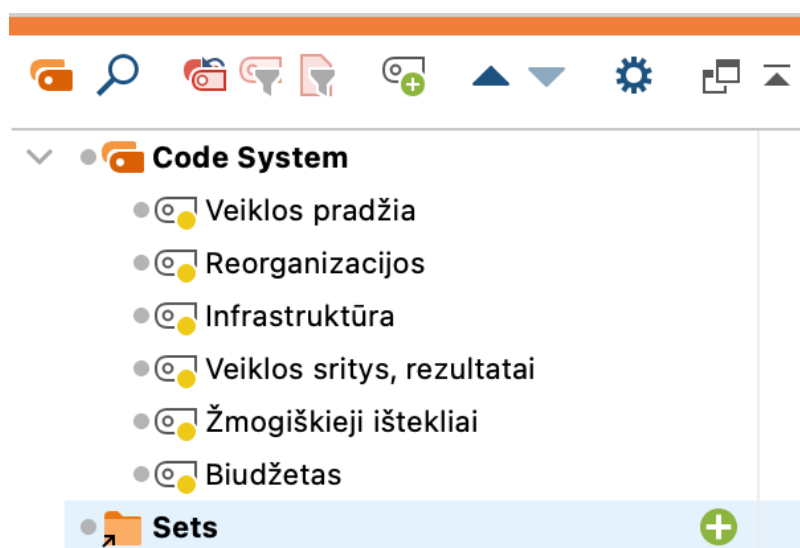 Code System
Veiklos pradžia
Reorganizacijos
Infrastruktūra
Veiklos sritys, rezultatai
Žmogiškieji ištekliai
Biudžetas
Sets